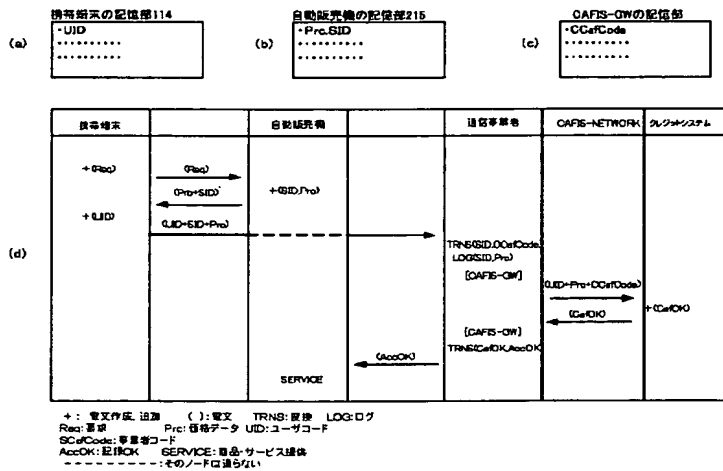 携帯端末の記憶部114
自動販売機の記憶部215
CAFIS-GWの記憶部
(a)
・UID
(b)
・Prc.SID
(c)
・CCafCode
携帯端末
自動販売機
通信事業者
CAFIS-NETWORK
クレジットシステム
+(Req)
(Req)
(Pro+SID)
+(SID,Pro)
+(UID)
(UID+SID+Pro)
(d)
TRNS(SID,CCafCode,
LOG(SID,Pro)
[CAFIS-GW]
(UID+Pro+CCafCode)
+(CafOK)
(CafOK)
[CAFIS-GW]
TRNS(CafOK,AccOK)
(AccOK)
SERVICE
+：電文作成、追加 ( )：電文 TRNS：変換 LOG：ログ
Req：要求 Prc：価格データ UID：ユーザコード
SCafCode：事業者コード
AccOK：記録OK SERVICE：商品・サービス提供
------------：そのノードは通らない